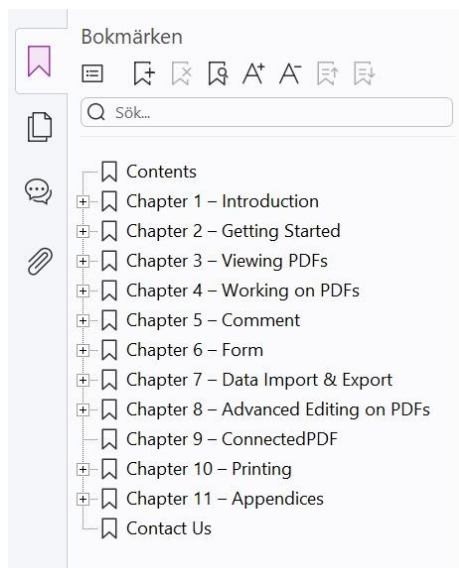 Bokmärken
Sök...
Contents
Chapter 1 – Introduction
Chapter 2 – Getting Started
Chapter 3 – Viewing PDFs
Chapter 4 – Working on PDFs
Chapter 5 – Comment
Chapter 6 – Form
Chapter 7 – Data Import & Export
Chapter 8 – Advanced Editing on PDFs
Chapter 9 – ConnectedPDF
Chapter 10 – Printing
Chapter 11 – Appendices
Contact Us